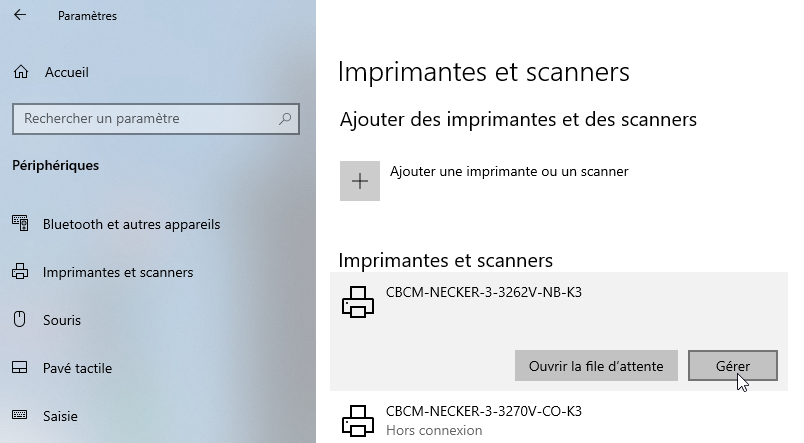 Paramètres
Accueil
Rechercher un paramètre
Périphériques
Bluetooth et autres appareils
Imprimantes et scanners
Souris
Pavé tactile
Saisie
Imprimantes et scanners
Ajouter des imprimantes et des scanners
Ajouter une imprimante ou un scanner
Imprimantes et scanners
CBCM-NECKER-3-3262V-NB-K3
Ouvrir la file d'attente
Gérer
CBCM-NECKER-3-3270V-CO-K3
Hors connexion